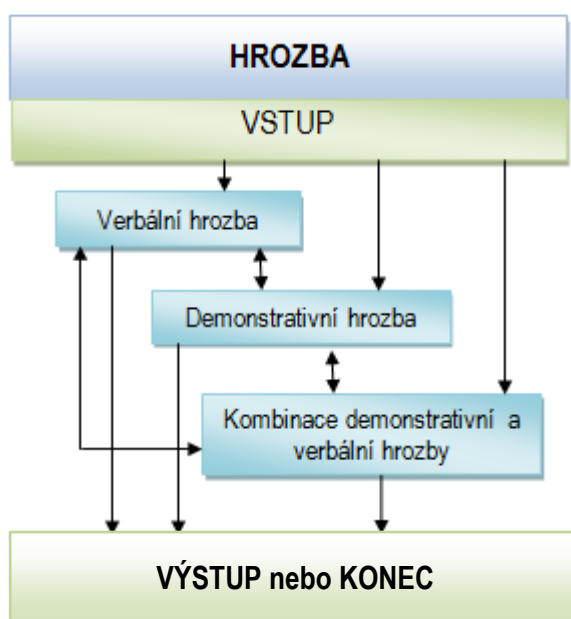 HROZBA
VSTUP
Verbální hrozba
Demonstrativní hrozba
Kombinace demonstrativní a
verbální hrozby
VÝSTUP nebo KONEC